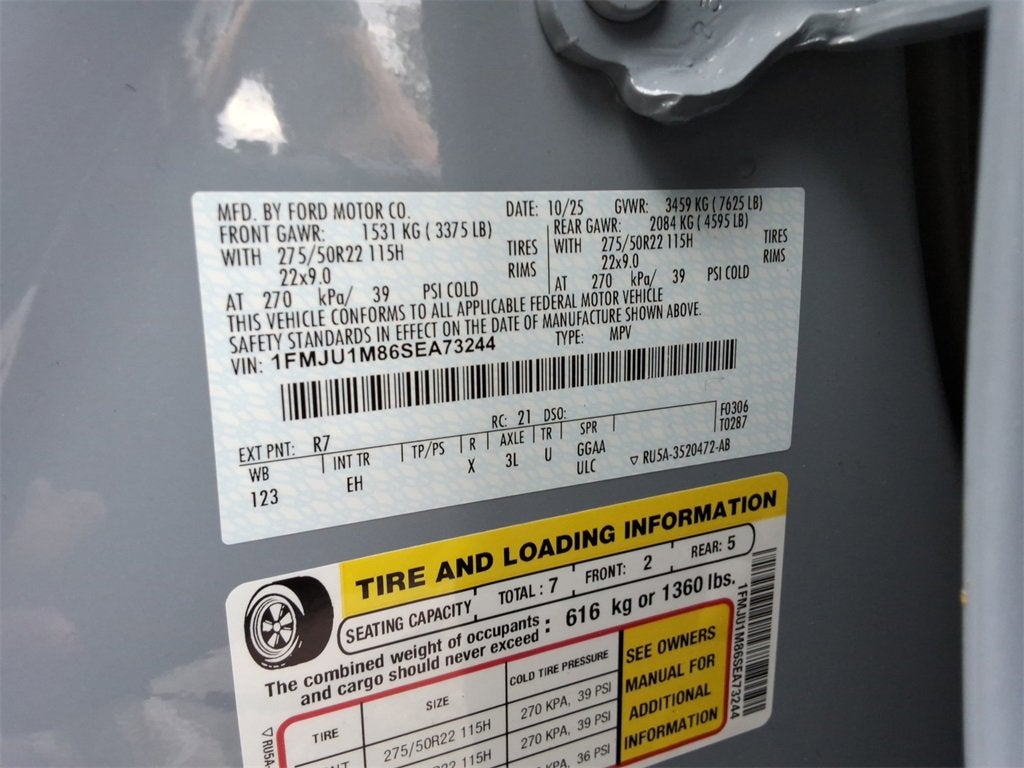 MFD. BY FORD MOTOR CO. DATE: 10/25 GVWR: 3459 KG ( 7625 LB)
FRONT GAWR: 1531 KG ( 3375 LB) REAR GAWR: 2084 KG ( 4595 LB)
WITH 275/50R22 115H TIRES WITH 275/50R22 115H TIRES
22x9.0 RIMS 22x9.0 RIMS
AT 270 kPa/ 39 PSI COLD AT 270 kPa/ 39 PSI COLD
THIS VEHICLE CONFORMS TO ALL APPLICABLE FEDERAL MOTOR VEHICLE
SAFETY STANDARDS IN EFFECT ON THE DATE OF MANUFACTURE SHOWN ABOVE.
VIN: 1FMJU1M86SEA73244 TYPE: MPV
EXT PNT: R7 RC: 21 DSO: F0306
WB INT TR TP/PS R AXLE TR SPR T0287
123 EH X 3L U GGAA
ULC ▽ RU5A-3520472-AB
TIRE AND LOADING INFORMATION
SEATING CAPACITY TOTAL : 7 FRONT: 2 REAR: 5
The combined weight of occupants
and cargo should never exceed : 616 kg or 1360 lbs.
TIRE SIZE COLD TIRE PRESSURE
275/50R22 115H 270 KPA, 39 PSI
115H 270 KPA, 39 PSI
36 PSI
SEE OWNERS
MANUAL FOR
ADDITIONAL
INFORMATION
1FMJU1M86SEA73244
▽ RU5A-